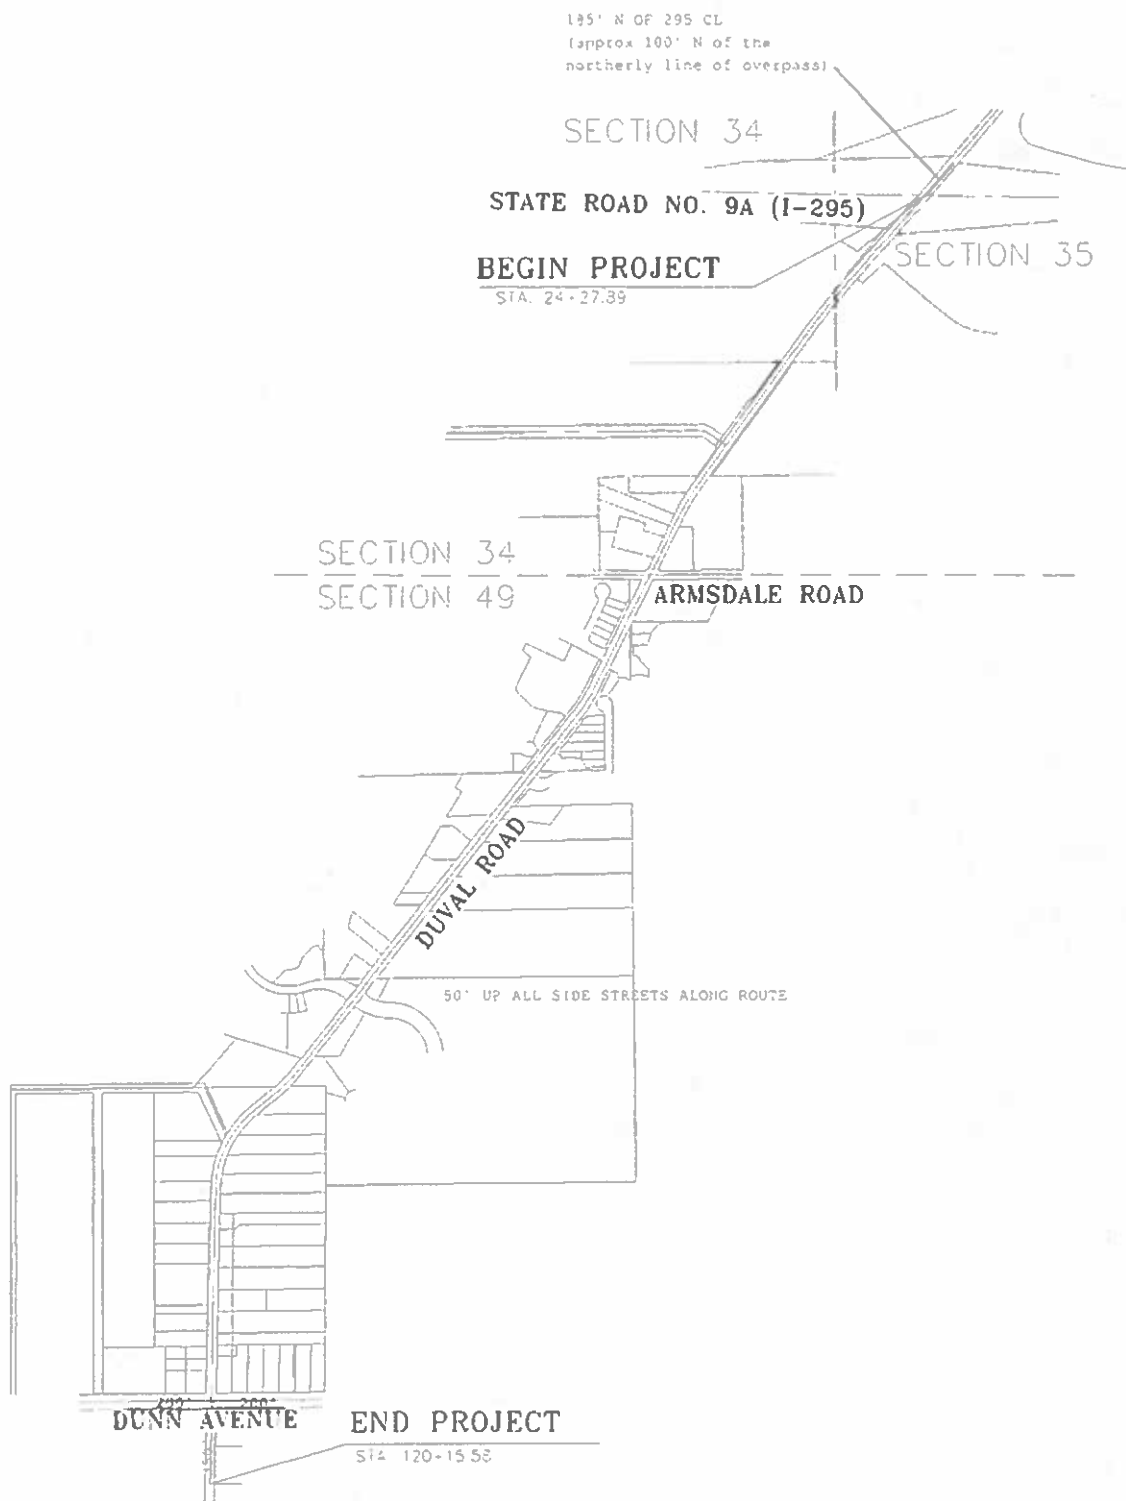 185' N OF 295 CL
(approx 100' N of the
northerly line of overpass)
SECTION 34
STATE ROAD NO. 9A (I-295)
SECTION 35
BEGIN PROJECT
STA. 24+27.89
SECTION 34
SECTION 49
ARMSDALE ROAD
DUVAL ROAD
50' UP ALL SIDE STREETS ALONG ROUTE
200'
DUNN AVENUE
END PROJECT
STA 120+15.58